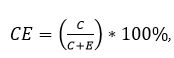 CE = (C/(C+E)) * 100%,